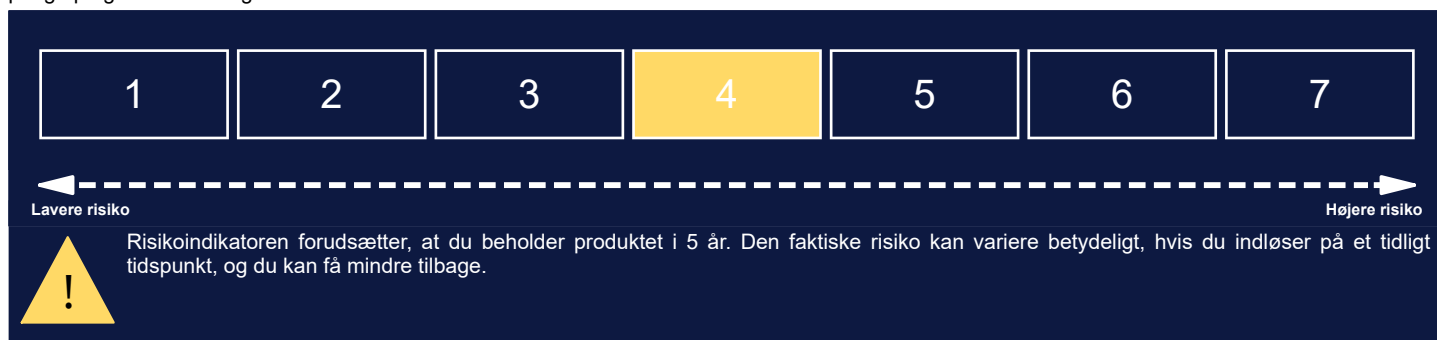 1 2 3 4 5 6 7
Lavere risiko Højere risiko
Risikoindikatoren forudsætter, at du beholder produktet i 5 år. Den faktiske risiko kan variere betydeligt, hvis du indløser på et tidligt
tidspunkt, og du kan få mindre tilbage.
!